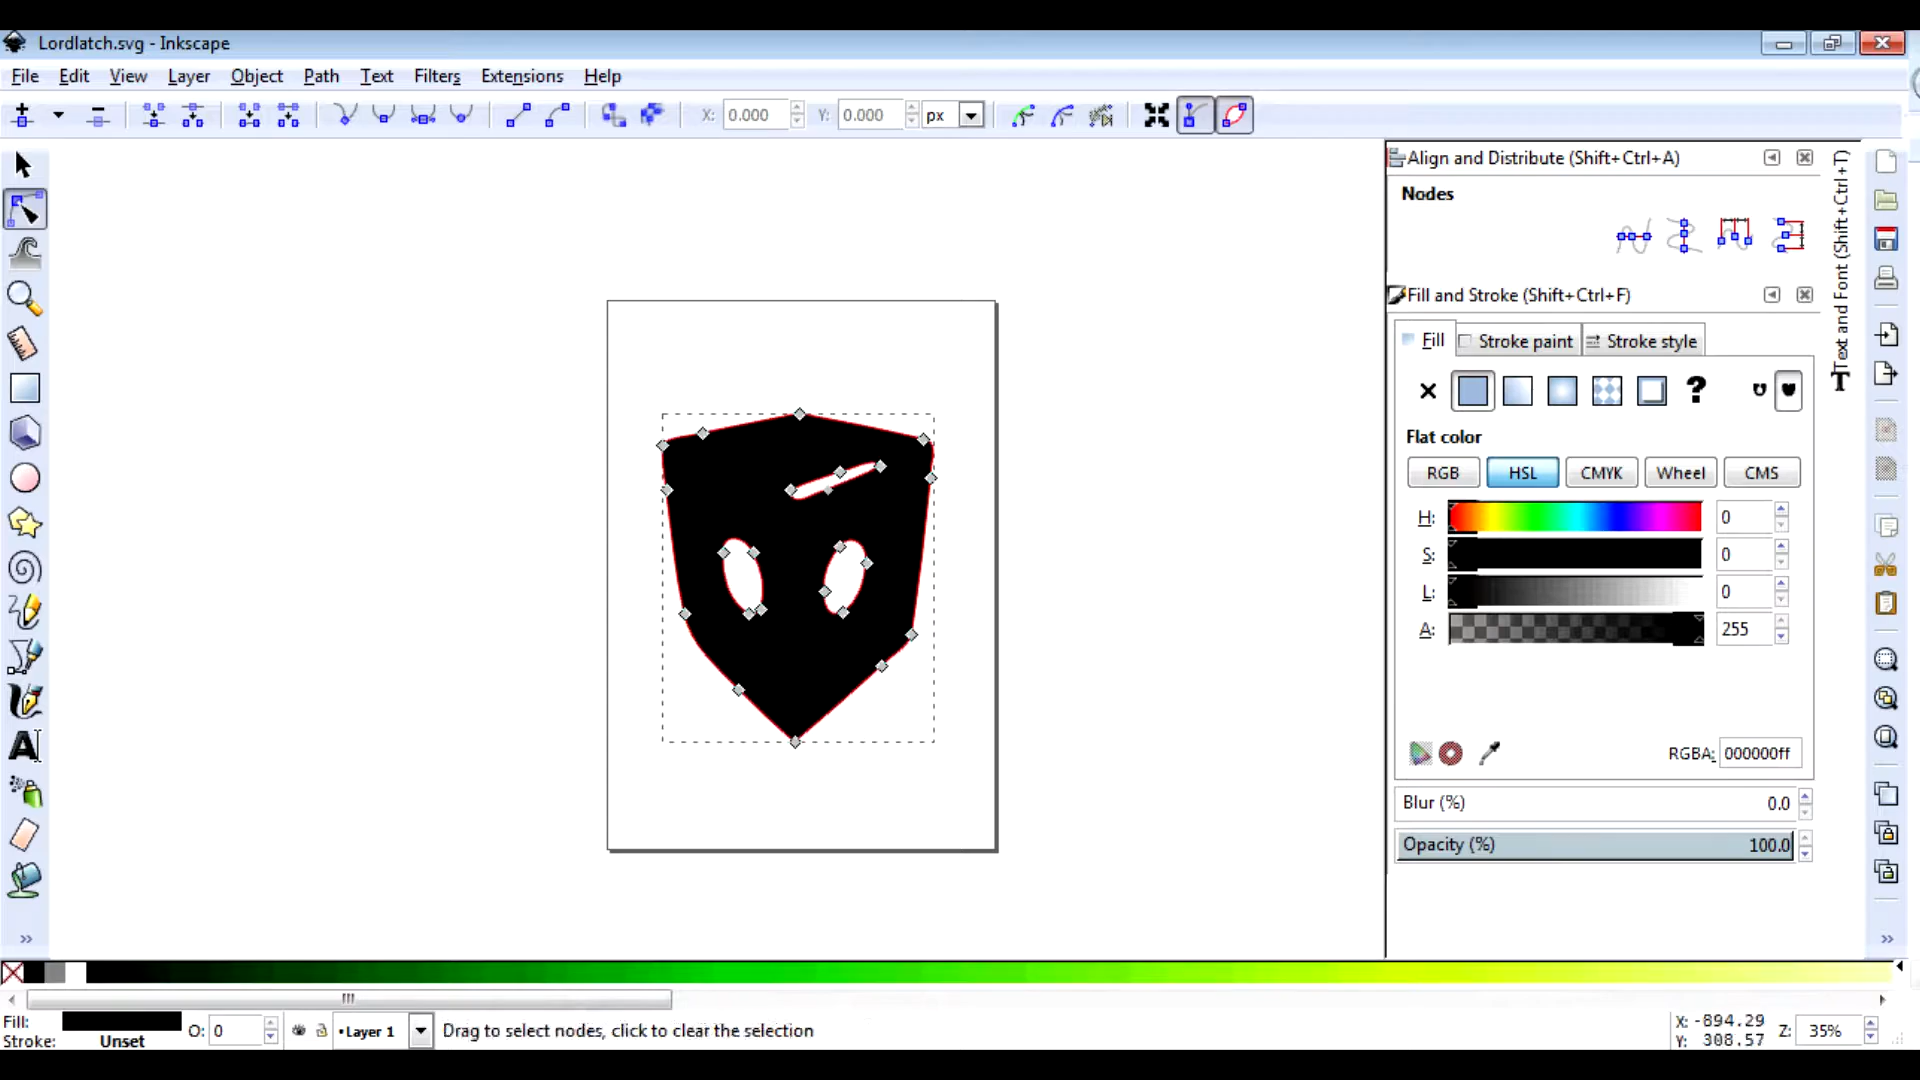 Lordlatch.svg - Inkscape
File Edit View Layer Object Path Text Filters Extensions Help
X: 0.000 Y: 0.000 px
Align and Distribute (Shift+Ctrl+A)
Nodes
Text and Font (Shift+Ctrl+T)
Fill and Stroke (Shift+Ctrl+F)
Fill Stroke paint Stroke style
Flat color
RGB HSL CMYK Wheel CMS
H: 0
S: 0
L: 0
A: 255
RGBA: 000000ff
Blur (%) 0.0
Opacity (%) 100.0
Fill: O: 0 •Layer 1 Drag to select nodes, click to clear the selection X: -894.29 Z: 35%
Stroke: Unset Y: 308.57